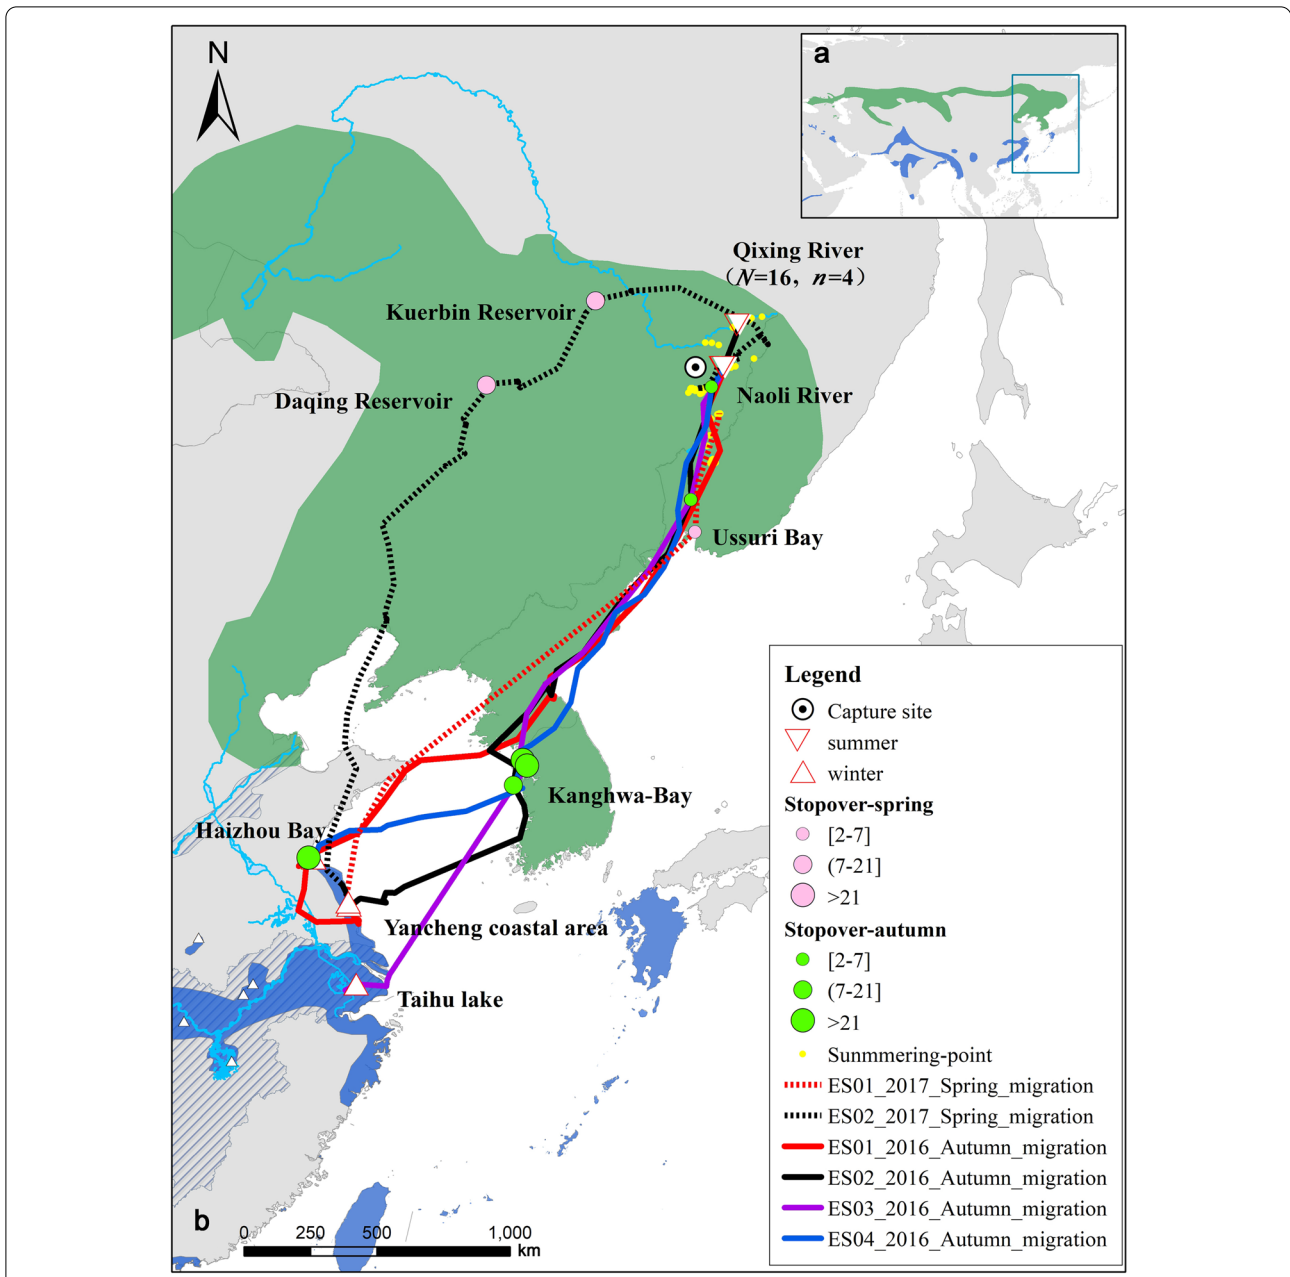 N
a
Qixing River
（N=16，n=4）
Kuerbin Reservoir
Daqing Reservoir
Naoli River
Ussuri Bay
Kanghwa-Bay
Haizhou Bay
Yancheng coastal area
Taihu lake
Legend
Capture site
summer
winter
Stopover-spring
[2-7]
(7-21]
>21
Stopover-autumn
[2-7]
(7-21]
>21
Sunmmering-point
ES01_2017_Spring_migration
ES02_2017_Spring_migration
ES01_2016_Autumn_migration
ES02_2016_Autumn_migration
ES03_2016_Autumn_migration
ES04_2016_Autumn_migration
b
0 250 500 1,000
km